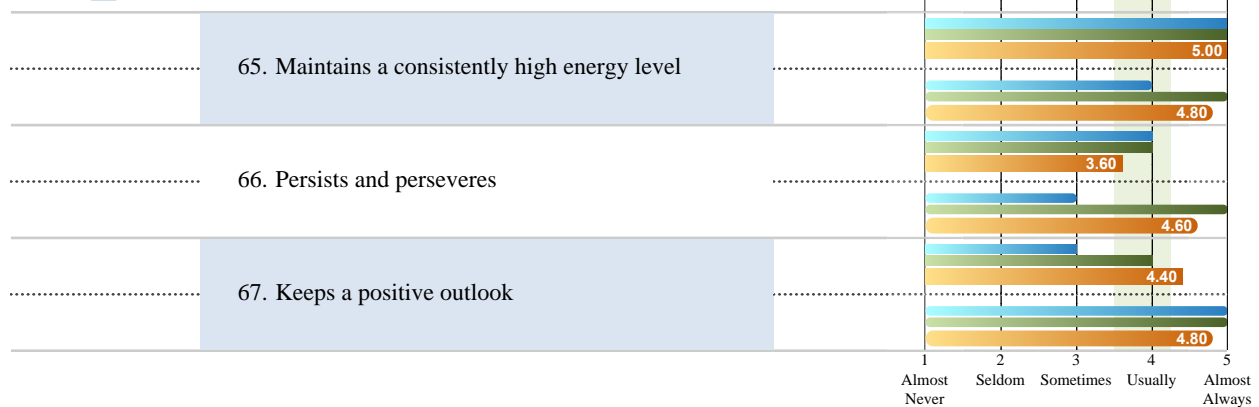 65. Maintains a consistently high energy level
5.00
4.80
66. Persists and perseveres
3.60
4.60
67. Keeps a positive outlook
4.40
4.80
1 2 3 4 5
Almost Seldom Sometimes Usually Almost
Never Always